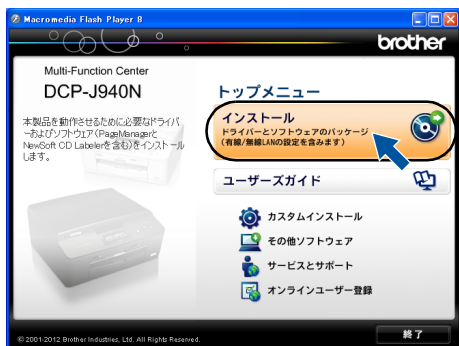 Macromedia Flash Player 8
brother
Multi-Function Center
DCP-J940N
本製品を動作させるために必要なドライバ
ーおよびソフトウェア(PageManagerと
NewSoft CD Labelerを含む)をインストール
します。
トップメニュー
インストール
ドライバーとソフトウェアのパッケージ
(有線/無線LANの設定を含みます)
ユーザーズガイド
カスタムインストール
その他ソフトウェア
サービスとサポート
オンラインユーザー登録
© 2001-2012 Brother Industries, Ltd. All Rights Reserved.
終了